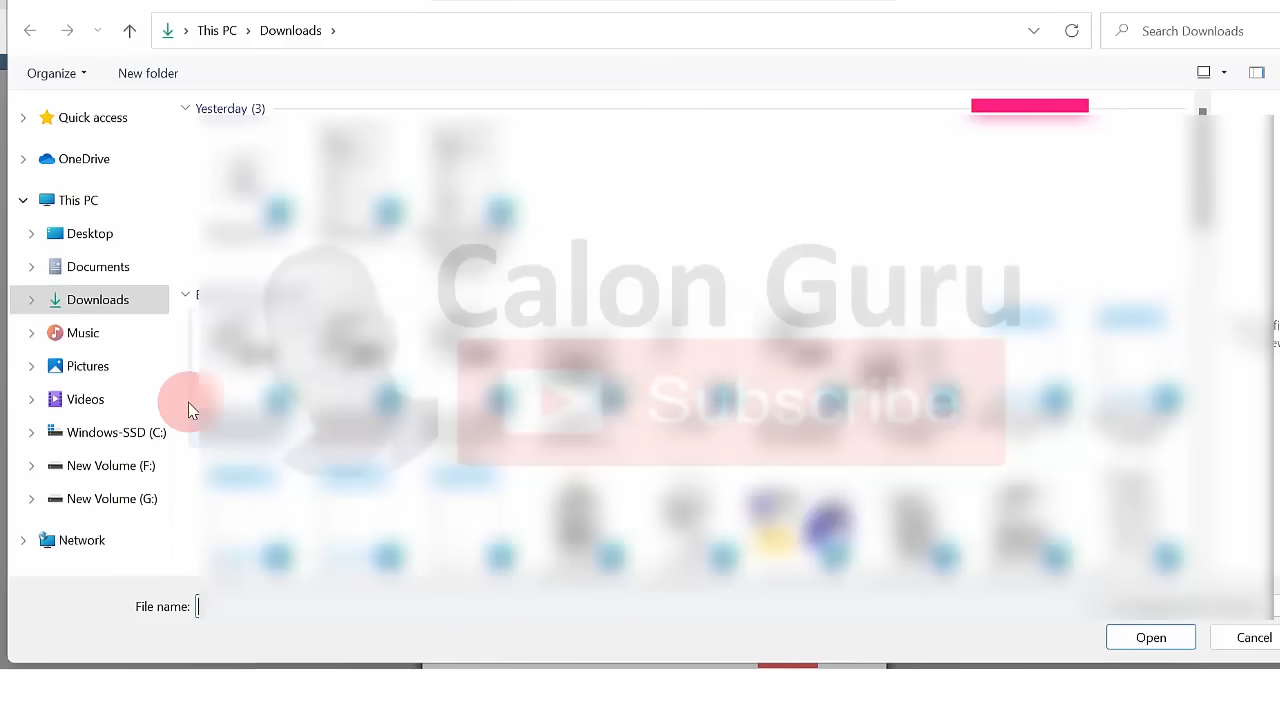 This PC > Downloads >
Search Downloads
Organize
New folder
Quick access
OneDrive
This PC
Desktop
Documents
Downloads
Music
Pictures
Videos
Windows-SSD (C:)
New Volume (F:)
New Volume (G:)
Network
Yesterday (3)
Calon Guru
Subscribe
File name:
Open
Cancel